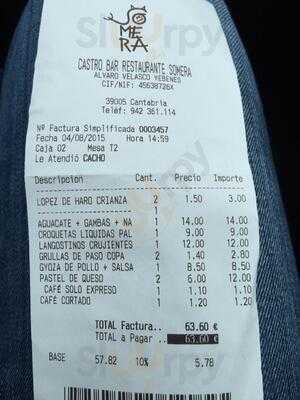 SOMERA
CASTRO BAR RESTAURANTE SOMERA
ALVARO VELASCO YEBENES
CIF/NIF: 45638726X
39005 Cantabria
Teléf: 942 361.114
Nº Factura Simplificada 0003457
Fecha 04/08/2015 Hora 14:59
Caja 02 Mesa T2
Le Atendió CACHO
Descripcion Cant. Precio Importe
LOPEZ DE HARO CRIANZA 2 1.50 3.00
1
AGUACATE + GAMBAS + NA 1 14.00 14.00
CROQUETAS LIQUIDAS PAL 1 9.00 9.00
LANGOSTINOS CRUJIENTES 1 12.00 12.00
GRULLAS DE PASO COPA 2 1.40 2.80
GYOZA DE POLLO + SALSA 1 8.50 8.50
PASTEL DE QUESO 2 6.00 12.00
CAFÉ SOLO EXPRESO 1 1.10 1.10
CAFÉ CORTADO 1 1.20 1.20
TOTAL Factura.. 63.60 €
TOTAL a Pagar .. 63.60 €
BASE 57.82 10% 5.78